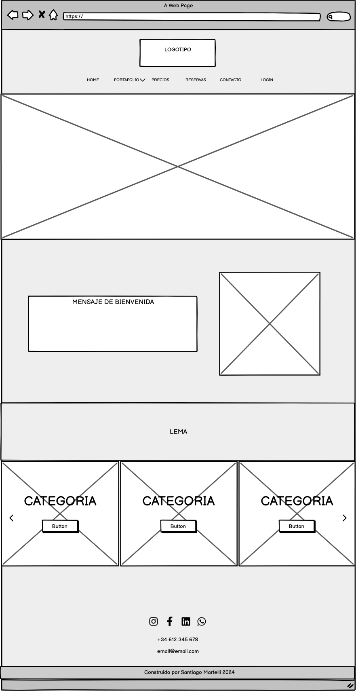 A Web Page
https://
LOGOTIPO
HOME PORTAFOLIO PRECIOS RESERVAS CONTACTO LOGIN
MENSAJE DE BIENVENIDA
LEMA
CATEGORIA CATEGORIA CATEGORIA
Button Button Button
+34 612 345 678
email@email.com
Construido por Santiago Martelli 2024